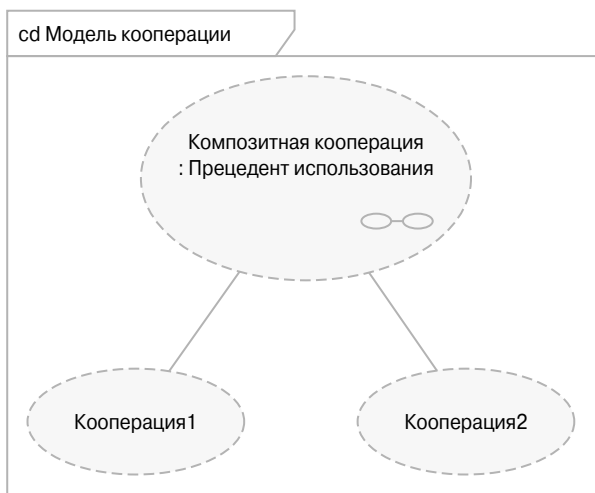 cd Модель кооперации
Композитная кооперация
: Прецедент использования
Кооперация1
Кооперация2